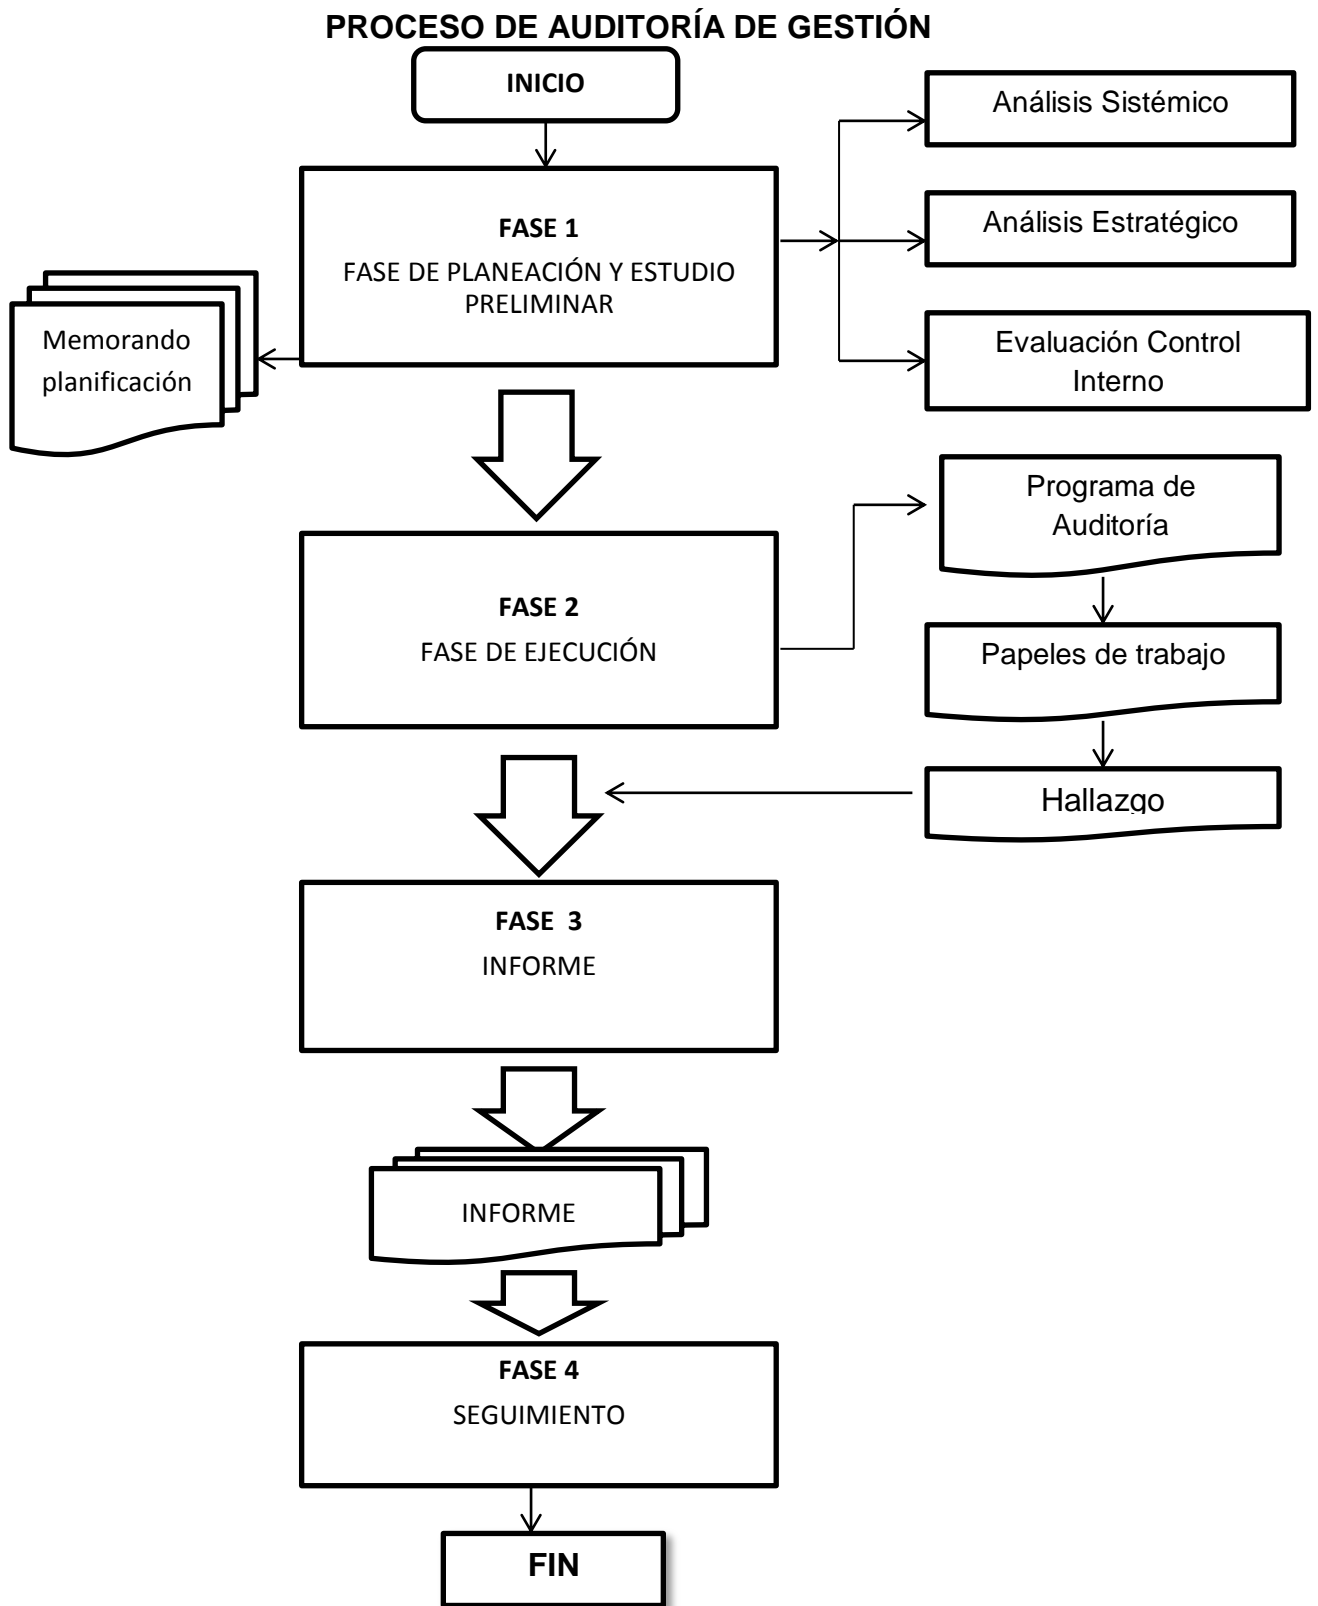 PROCESO DE AUDITORÍA DE GESTIÓN
INICIO
Análisis Sistémico
FASE 1
FASE DE PLANEACIÓN Y ESTUDIO
PRELIMINAR
Análisis Estratégico
Memorando
planificación
Evaluación Control
Interno
Programa de
Auditoría
FASE 2
FASE DE EJECUCIÓN
Papeles de trabajo
Hallazgo
FASE 3
INFORME
INFORME
FASE 4
SEGUIMIENTO
FIN